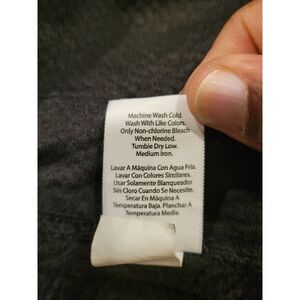 Machine Wash Cold.
Wash With Like Colors.
Only Non-chlorine Bleach
When Needed.
Tumble Dry Low.
Medium Iron.
Lavar A Máquina Con Agua Fría.
Lavar Con Colores Similares.
Usar Solamente Blanqueador
Sin Cloro Cuando Se Necesite.
Secar En Máquina A
Temperatura Baja. Planchar A
Temperatura Media.